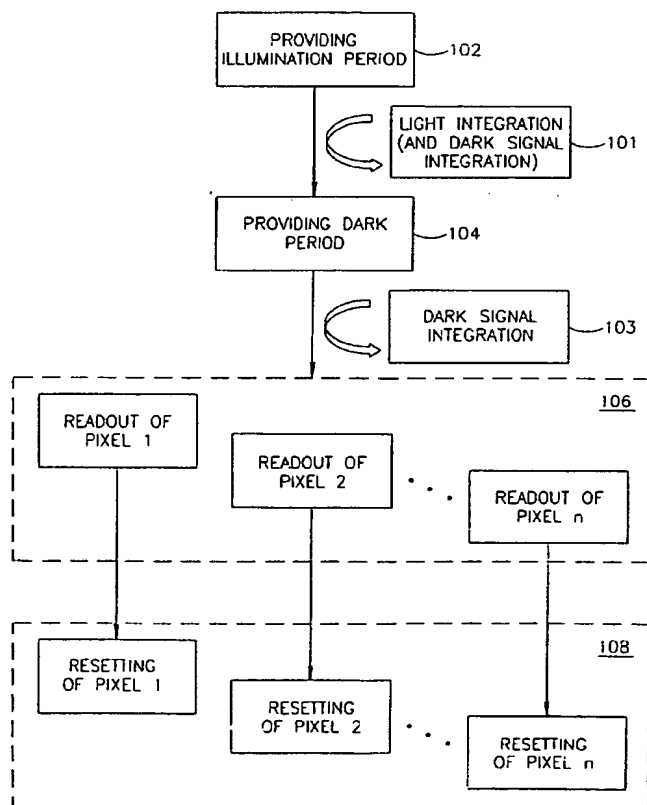 PROVIDING
ILLUMINATION PERIOD
102
LIGHT INTEGRATION
(AND DARK SIGNAL
INTEGRATION)
101
PROVIDING DARK
PERIOD
104
DARK SIGNAL
INTEGRATION
103
106
READOUT OF
PIXEL 1
READOUT OF
PIXEL 2
READOUT OF
PIXEL n
108
RESETTING
OF PIXEL 1
RESETTING
OF PIXEL 2
RESETTING
OF PIXEL n